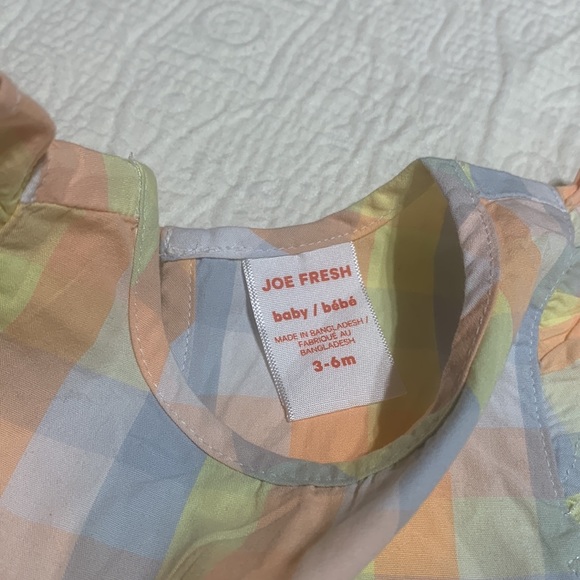 JOE FRESH
baby / bébé
MADE IN BANGLADESH /
FABRIQUÉ AU
BANGLADESH
3-6m